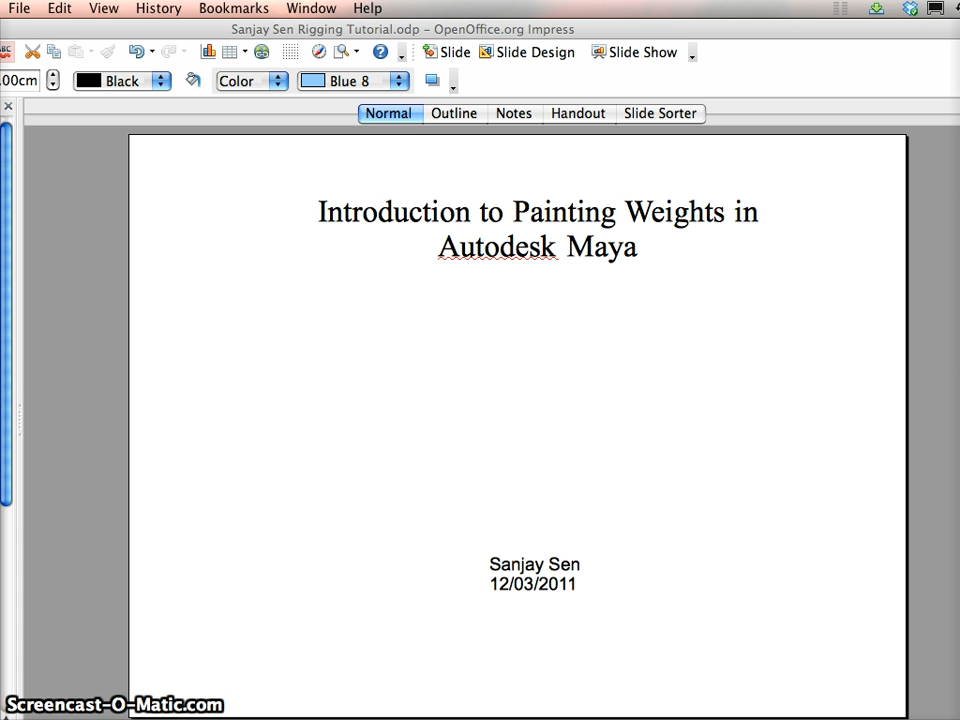 File Edit View History Bookmarks Window Help
Sanjay Sen Rigging Tutorial.odp - OpenOffice.org Impress
ABC Slide Slide Design Slide Show
.00cm Black Color Blue 8
Normal Outline Notes Handout Slide Sorter
Introduction to Painting Weights in
Autodesk Maya
Sanjay Sen
12/03/2011
Screencast-O-Matic.com